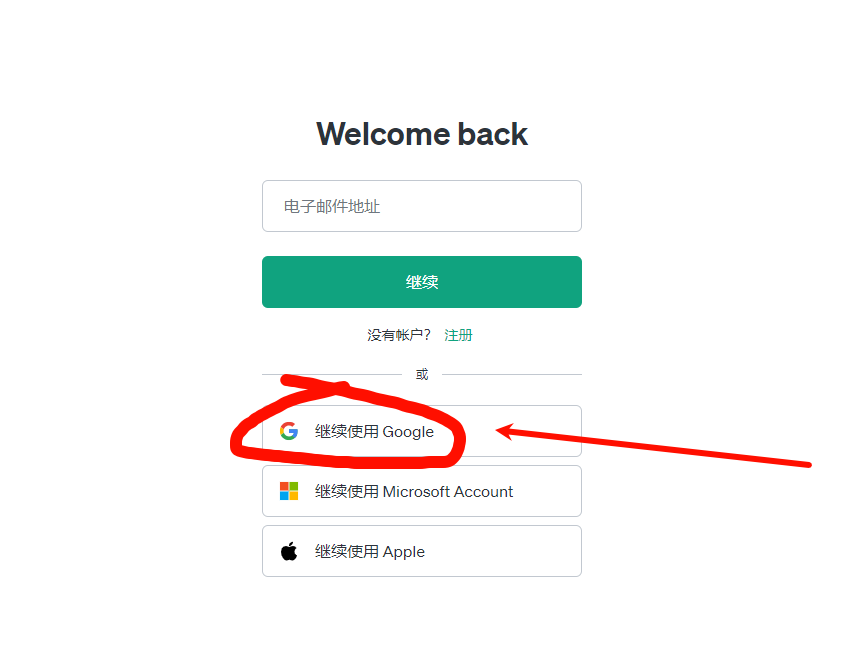 Welcome back
电子邮件地址
继续
没有帐户? 注册
或
继续使用 Google
继续使用 Microsoft Account
继续使用 Apple